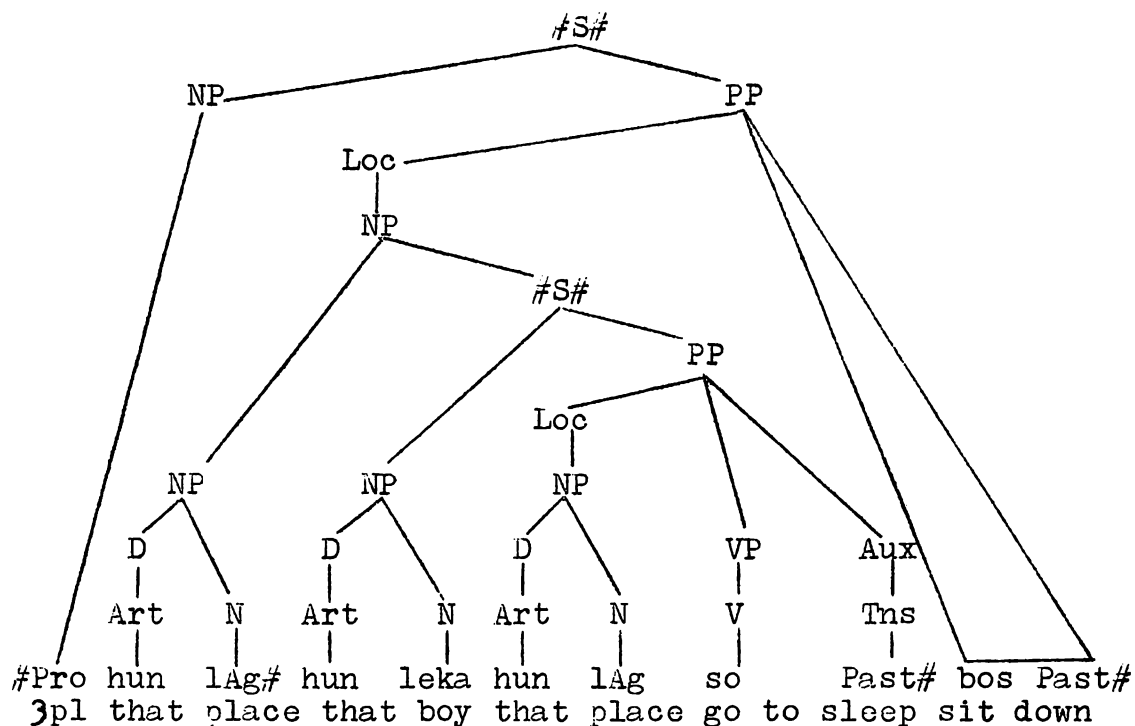 #S#
NP PP
Loc
NP
#S#
PP
Loc
NP NP NP
D D D VP Aux
Art N Art N Art N V Tns
#Pro hun lAg# hun leka hun lAg so Past# bos Past#
3pl that place that boy that place go to sleep sit down